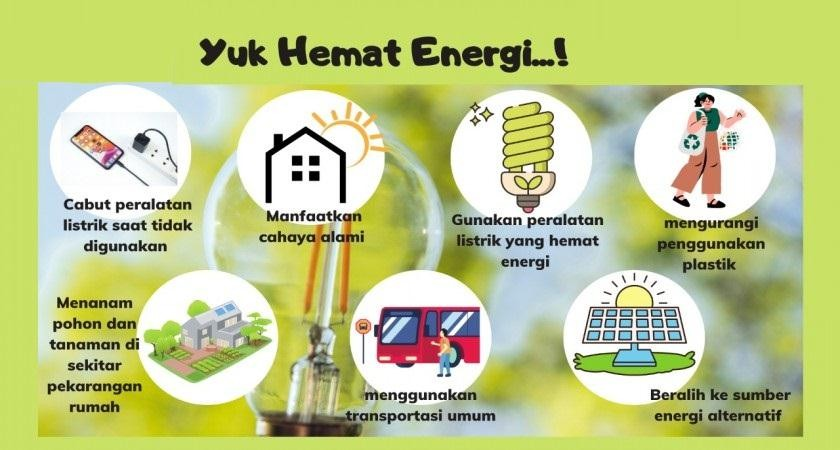 Yuk Hemat Energi...!
Cabut peralatan
listrik saat tidak
digunakan
Manfaatkan
cahaya alami
Gunakan peralatan
listrik yang hemat
energi
mengurangi
penggunakan
plastik
Menanam
pohon dan
tanaman di
sekitar
pekarangan
rumah
menggunakan
transportasi umum
Beralih ke sumber
energi alternatif